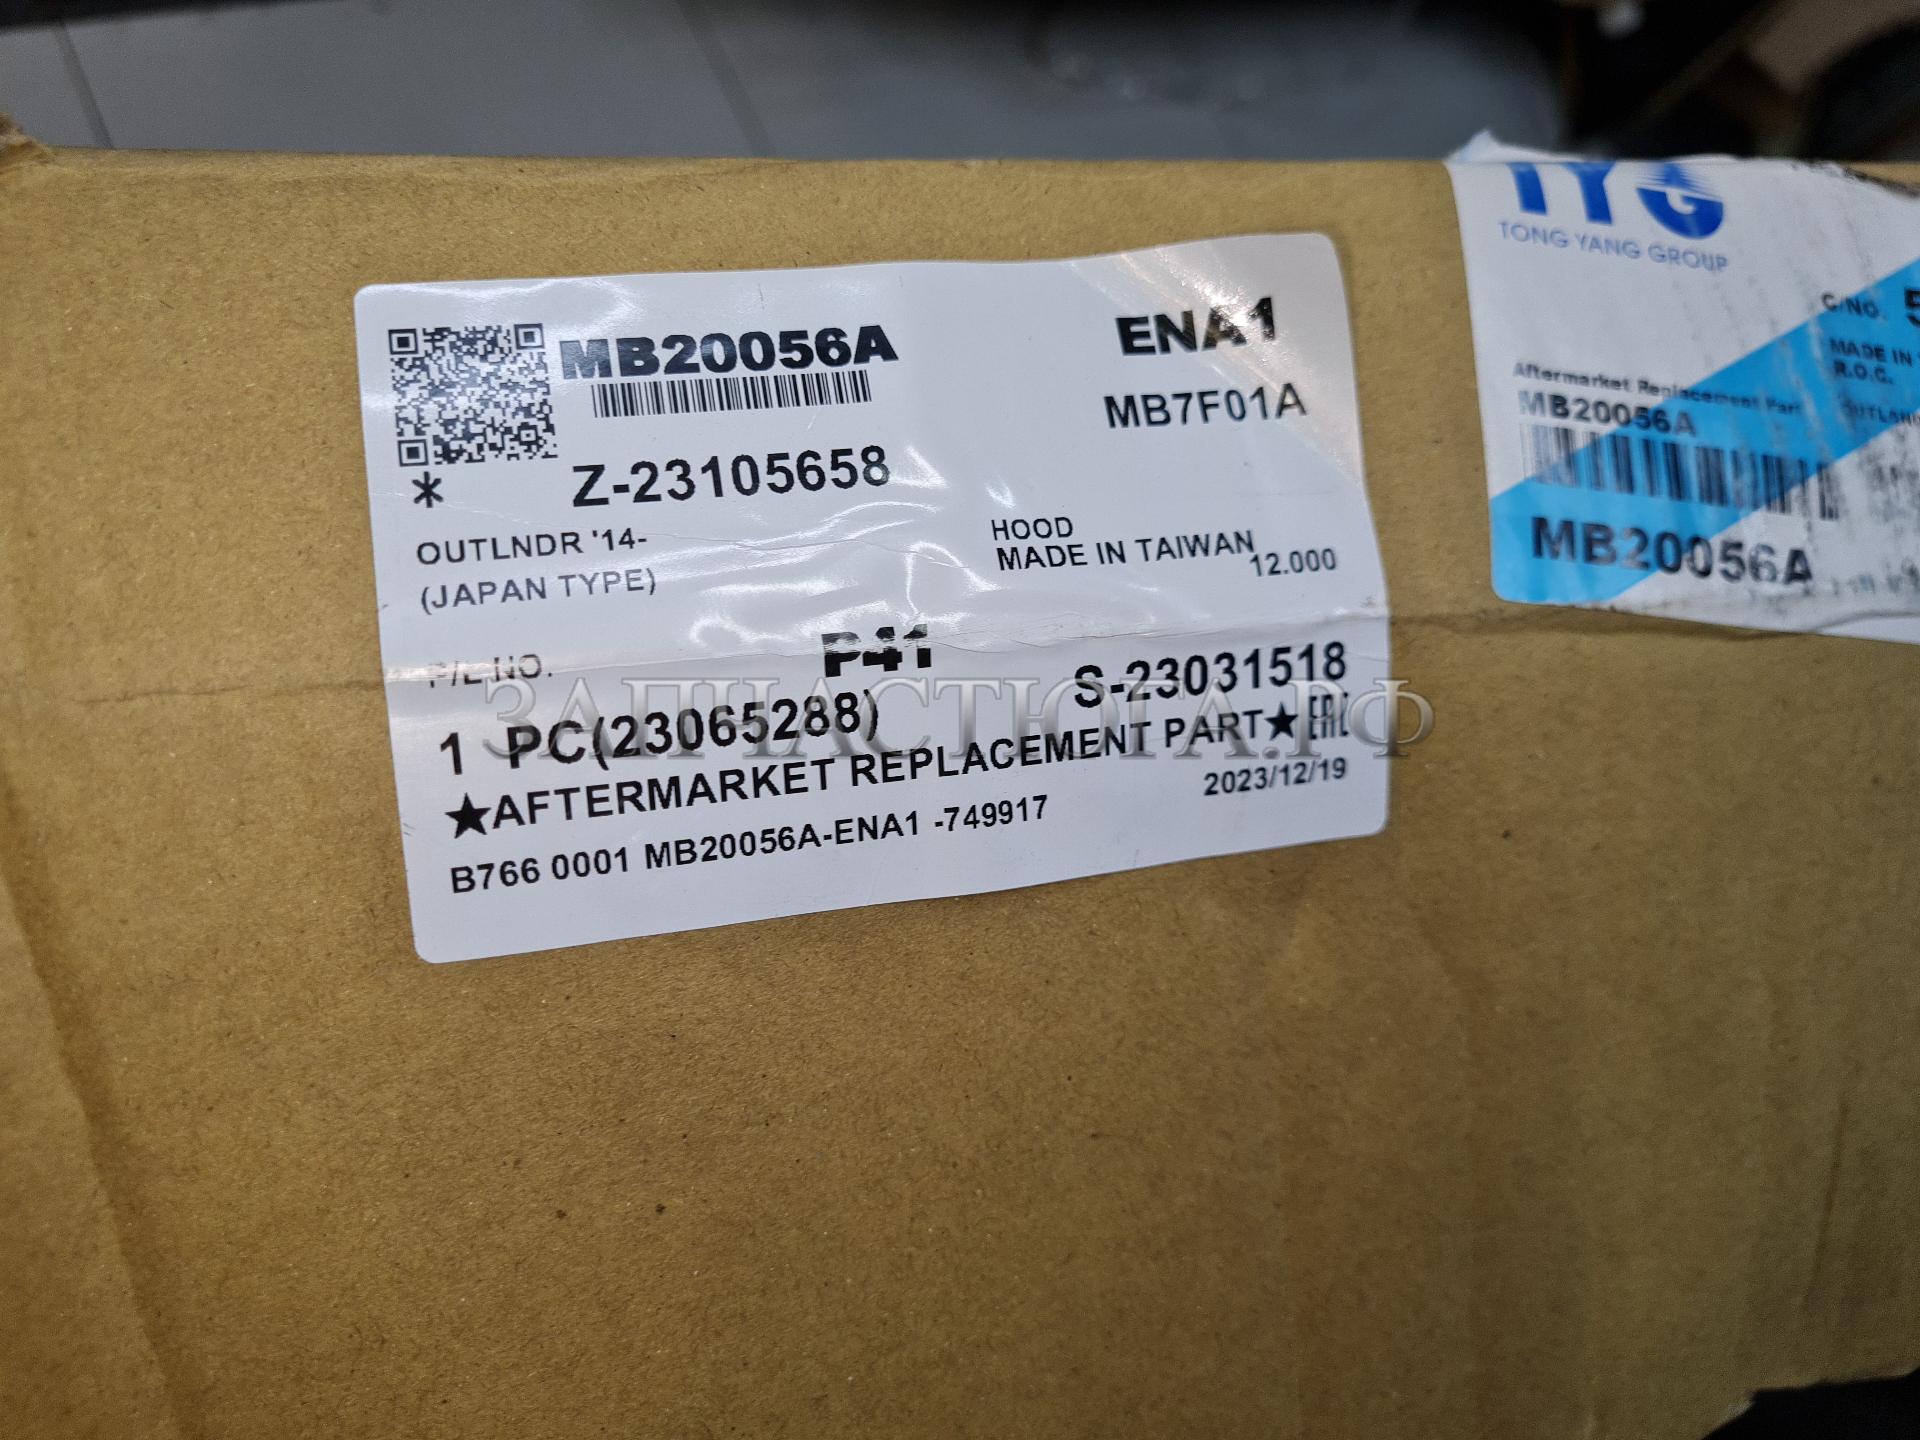 MB20056A
ENA1
MB7F01A
Z-23105658
*
OUTLNDR '14-
(JAPAN TYPE)
HOOD
MADE IN TAIWAN
12.000
P/L NO.
P41
1 PC(23065288)
S-23031518
★AFTERMARKET REPLACEMENT PART★ EAC
2023/12/19
B766 0001 MB20056A-ENA1 -749917
ЗАПЧАСТЮГА.РФ
TYG
TONG YANG GROUP
C/NO. 5
MADE IN
R.O.C.
Aftermarket Replacement Part
MB20056A
MB20056A